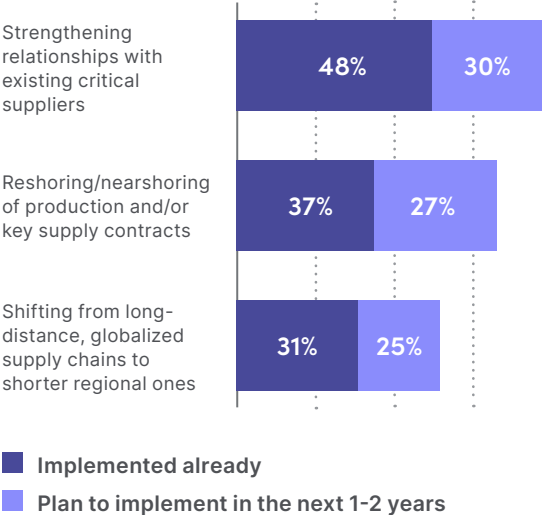 Strengthening
relationships with
existing critical
suppliers
48%
30%
Reshoring/nearshoring
of production and/or
key supply contracts
37%
27%
Shifting from long-
distance, globalized
supply chains to
shorter regional ones
31%
25%
Implemented already
Plan to implement in the next 1-2 years